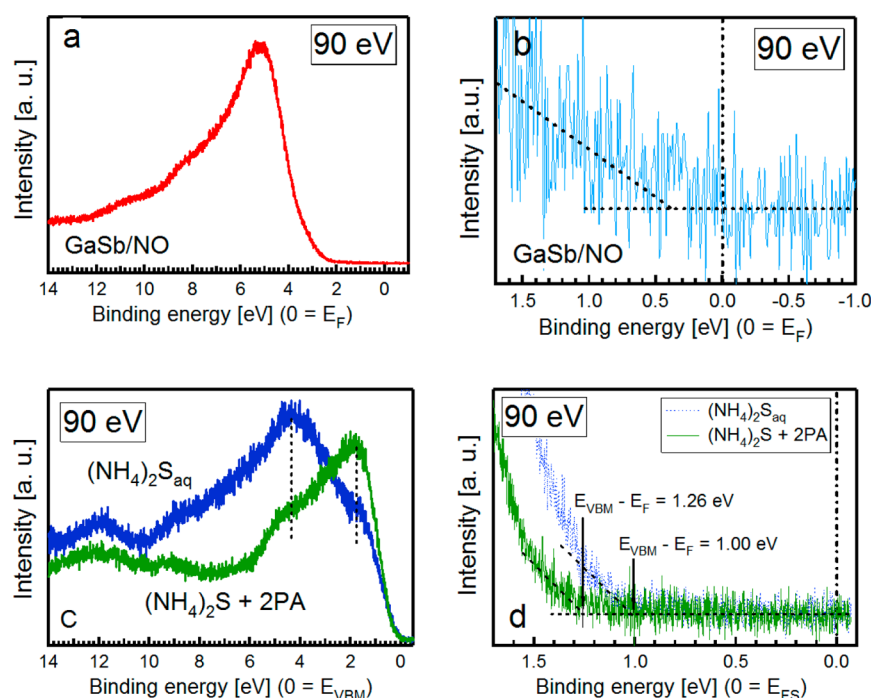 a
90 eV
Intensity [a. u.]
GaSb/NO
14 12 10 8 6 4 2 0
Binding energy [eV] (0 = E_F)
b
90 eV
Intensity [a.u.]
GaSb/NO
1.5 1.0 0.5 0.0 -0.5 -1.0
Binding energy [eV] (0 = E_F)
90 eV
Intensity [a. u.]
(NH₄)₂S_aq
(NH₄)₂S + 2PA
c
14 12 10 8 6 4 2 0
Binding energy [eV] (0 = E_VBM)
90 eV
(NH₄)₂S_aq
(NH₄)₂S + 2PA
Intensity [a. u.]
E_VBM - E_F = 1.26 eV
E_VBM - E_F = 1.00 eV
d
1.5 1.0 0.5 0.0
Binding energy [eV] (0 = E_FS)